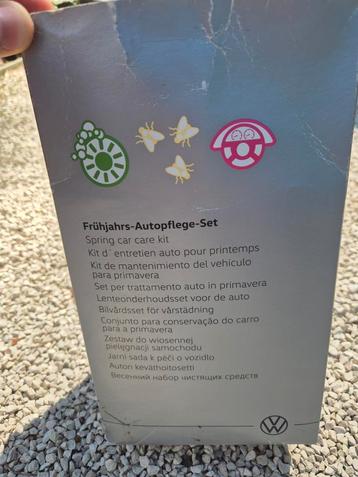 Frühjahrs-Autopflege-Set
Spring car care kit
Kit d´ entretien auto pour printemps
Kit de mantenimiento del vehículo
para primavera
Set per trattamento auto in primavera
Lenteonderhoudsset voor de auto
Bilvårdsset för vårstädning
Conjunto para conservação do carro
para a primavera
Zestaw do wiosennej
pielęgnacji samochodu
Jarní sada k péči o vozidlo
Auton keväthoitosetti
Весенний набор чистящих средств